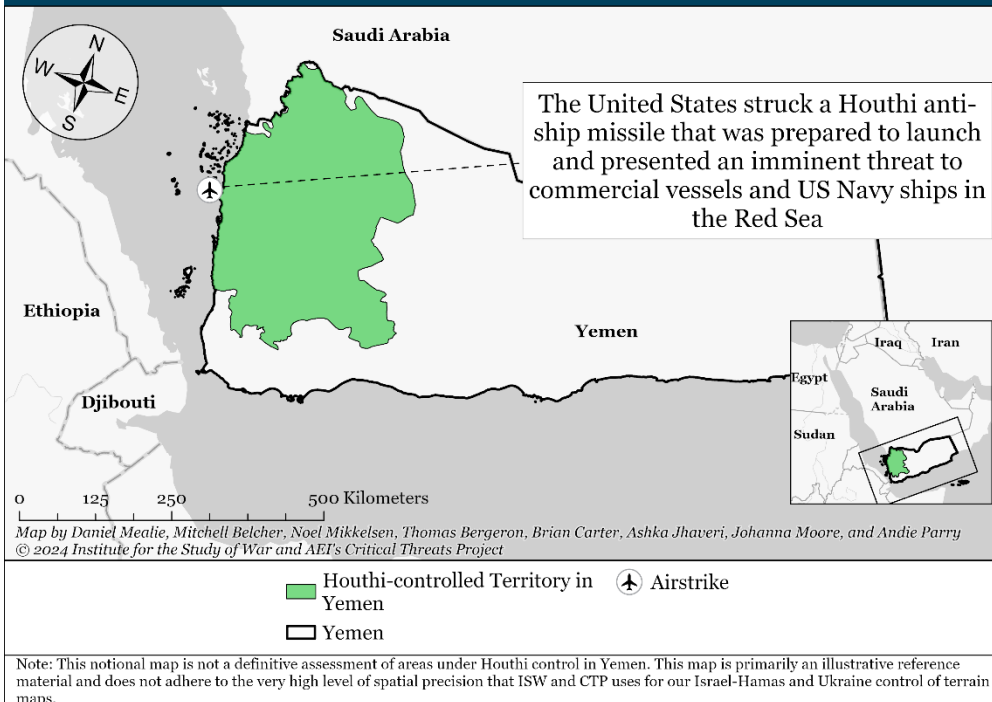 N
W
E
S
Saudi Arabia
The United States struck a Houthi anti-
ship missile that was prepared to launch
and presented an imminent threat to
commercial vessels and US Navy ships in
the Red Sea
Ethiopia
Yemen
Djibouti
Iraq
Iran
Egypt
Saudi
Arabia
Sudan
0 125 250 500 Kilometers
Map by Daniel Mealie, Mitchell Belcher, Noel Mikkelsen, Thomas Bergeron, Brian Carter, Ashka Jhaveri, Johanna Moore, and Andie Parry
© 2024 Institute for the Study of War and AEI's Critical Threats Project
Houthi-controlled Territory in
Yemen
Airstrike
Yemen
Note: This notional map is not a definitive assessment of areas under Houthi control in Yemen. This map is primarily an illustrative reference
material and does not adhere to the very high level of spatial precision that ISW and CTP uses for our Israel-Hamas and Ukraine control of terrain
maps.